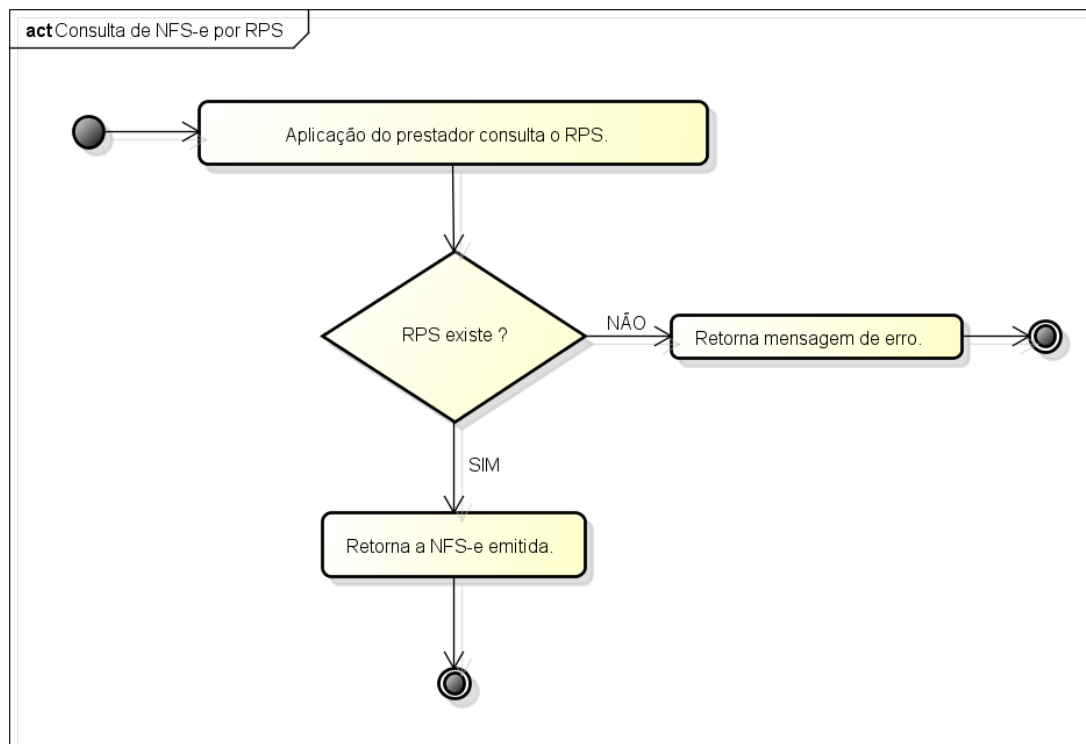 act Consulta de NFS-e por RPS
Aplicação do prestador consulta o RPS.
RPS existe ?
NÃO
Retorna mensagem de erro.
SIM
Retorna a NFS-e emitida.